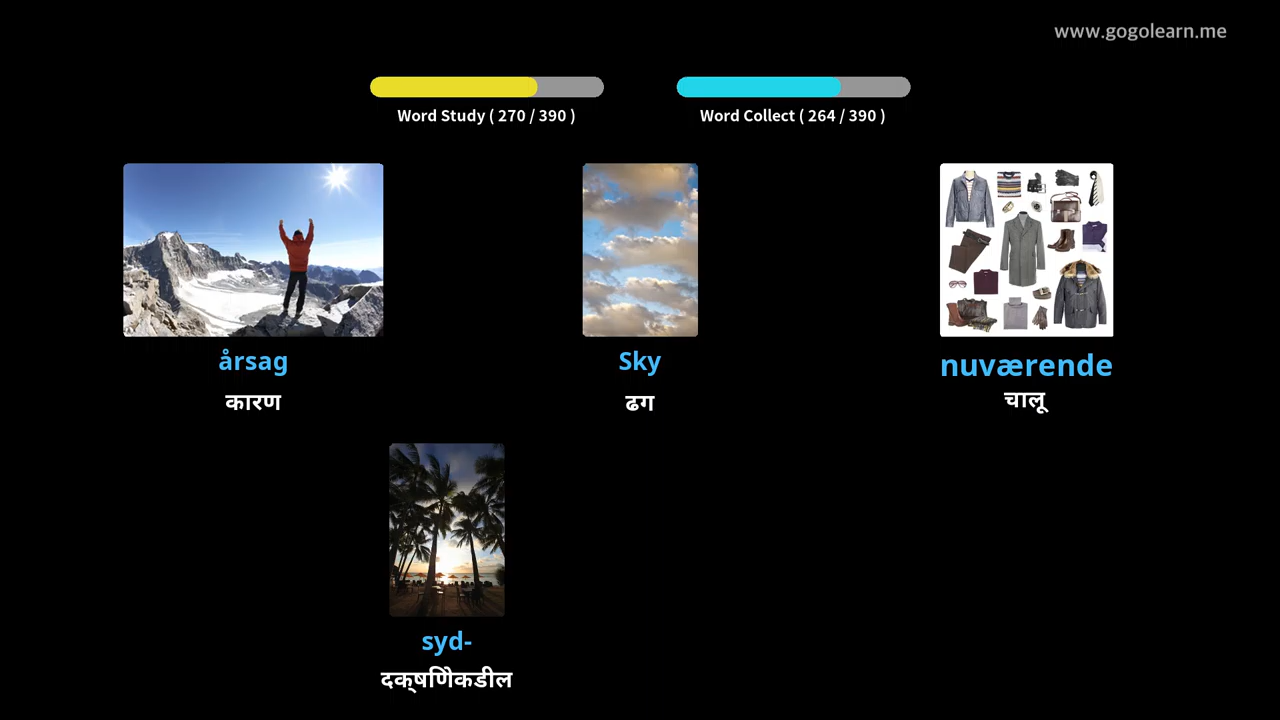 www.gogolearn.me
Word Study ( 270 / 390 )
Word Collect ( 264 / 390 )
årsag
कारण
Sky
ढग
nuværende
चालू
syd-
दक्षिणेकडील